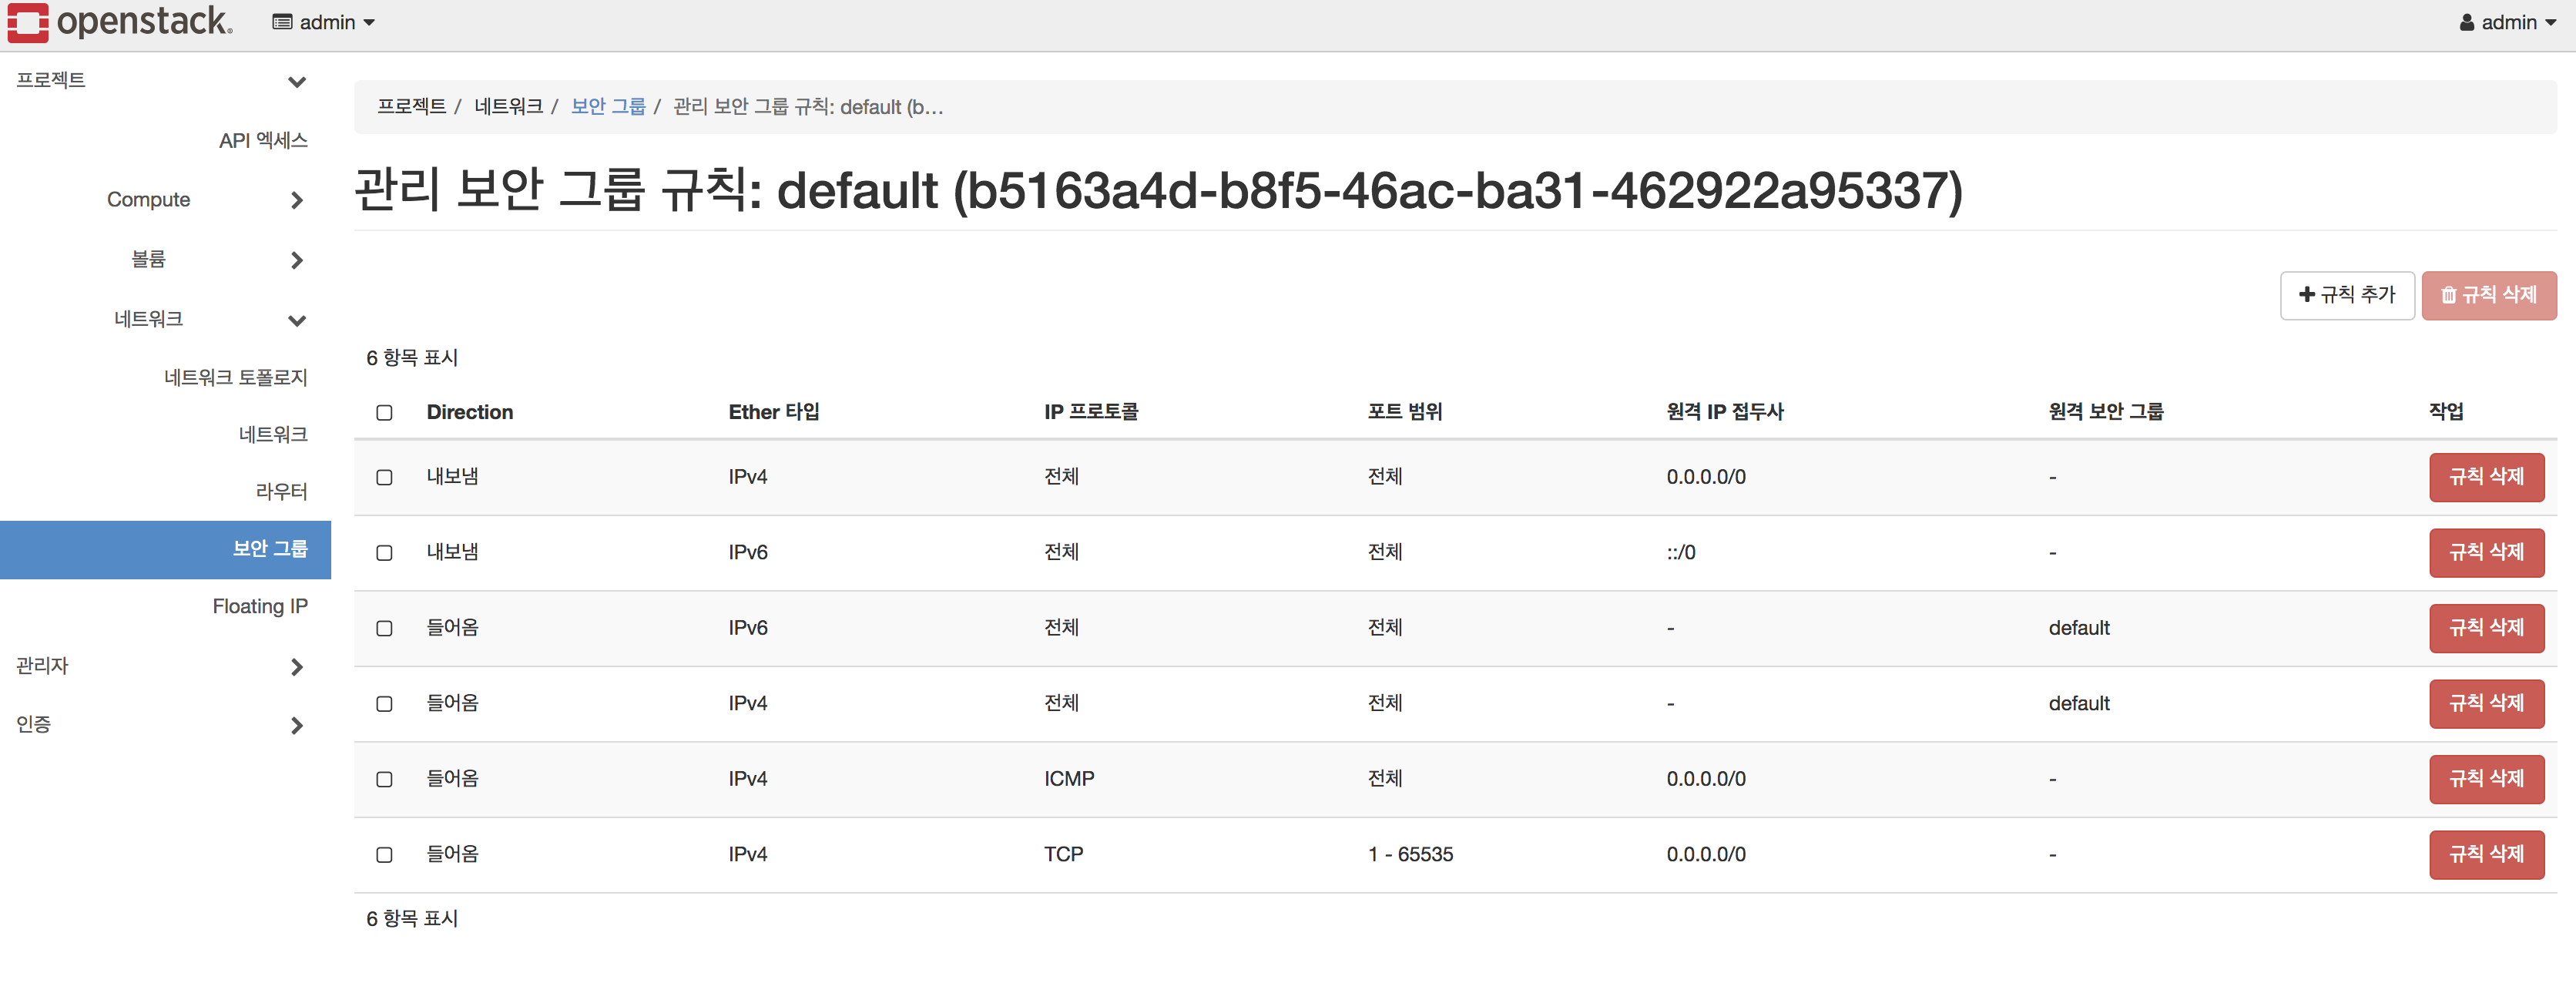 openstack. admin admin
프로젝트
API 엑세스
Compute
볼륨
네트워크
네트워크 토폴로지
네트워크
라우터
보안 그룹
Floating IP
관리자
인증
프로젝트 / 네트워크 / 보안 그룹 / 관리 보안 그룹 규칙: default (b...
관리 보안 그룹 규칙: default (b5163a4d-b8f5-46ac-ba31-462922a95337)
규칙 추가 규칙 삭제
6 항목 표시
Direction Ether 타입 IP 프로토콜 포트 범위 원격 IP 접두사 원격 보안 그룹 작업
내보냄 IPv4 전체 전체 0.0.0.0/0 - 규칙 삭제
내보냄 IPv6 전체 전체 ::/0 - 규칙 삭제
들어옴 IPv6 전체 전체 - default 규칙 삭제
들어옴 IPv4 전체 전체 - default 규칙 삭제
들어옴 IPv4 ICMP 전체 0.0.0.0/0 - 규칙 삭제
들어옴 IPv4 TCP 1 - 65535 0.0.0.0/0 - 규칙 삭제
6 항목 표시